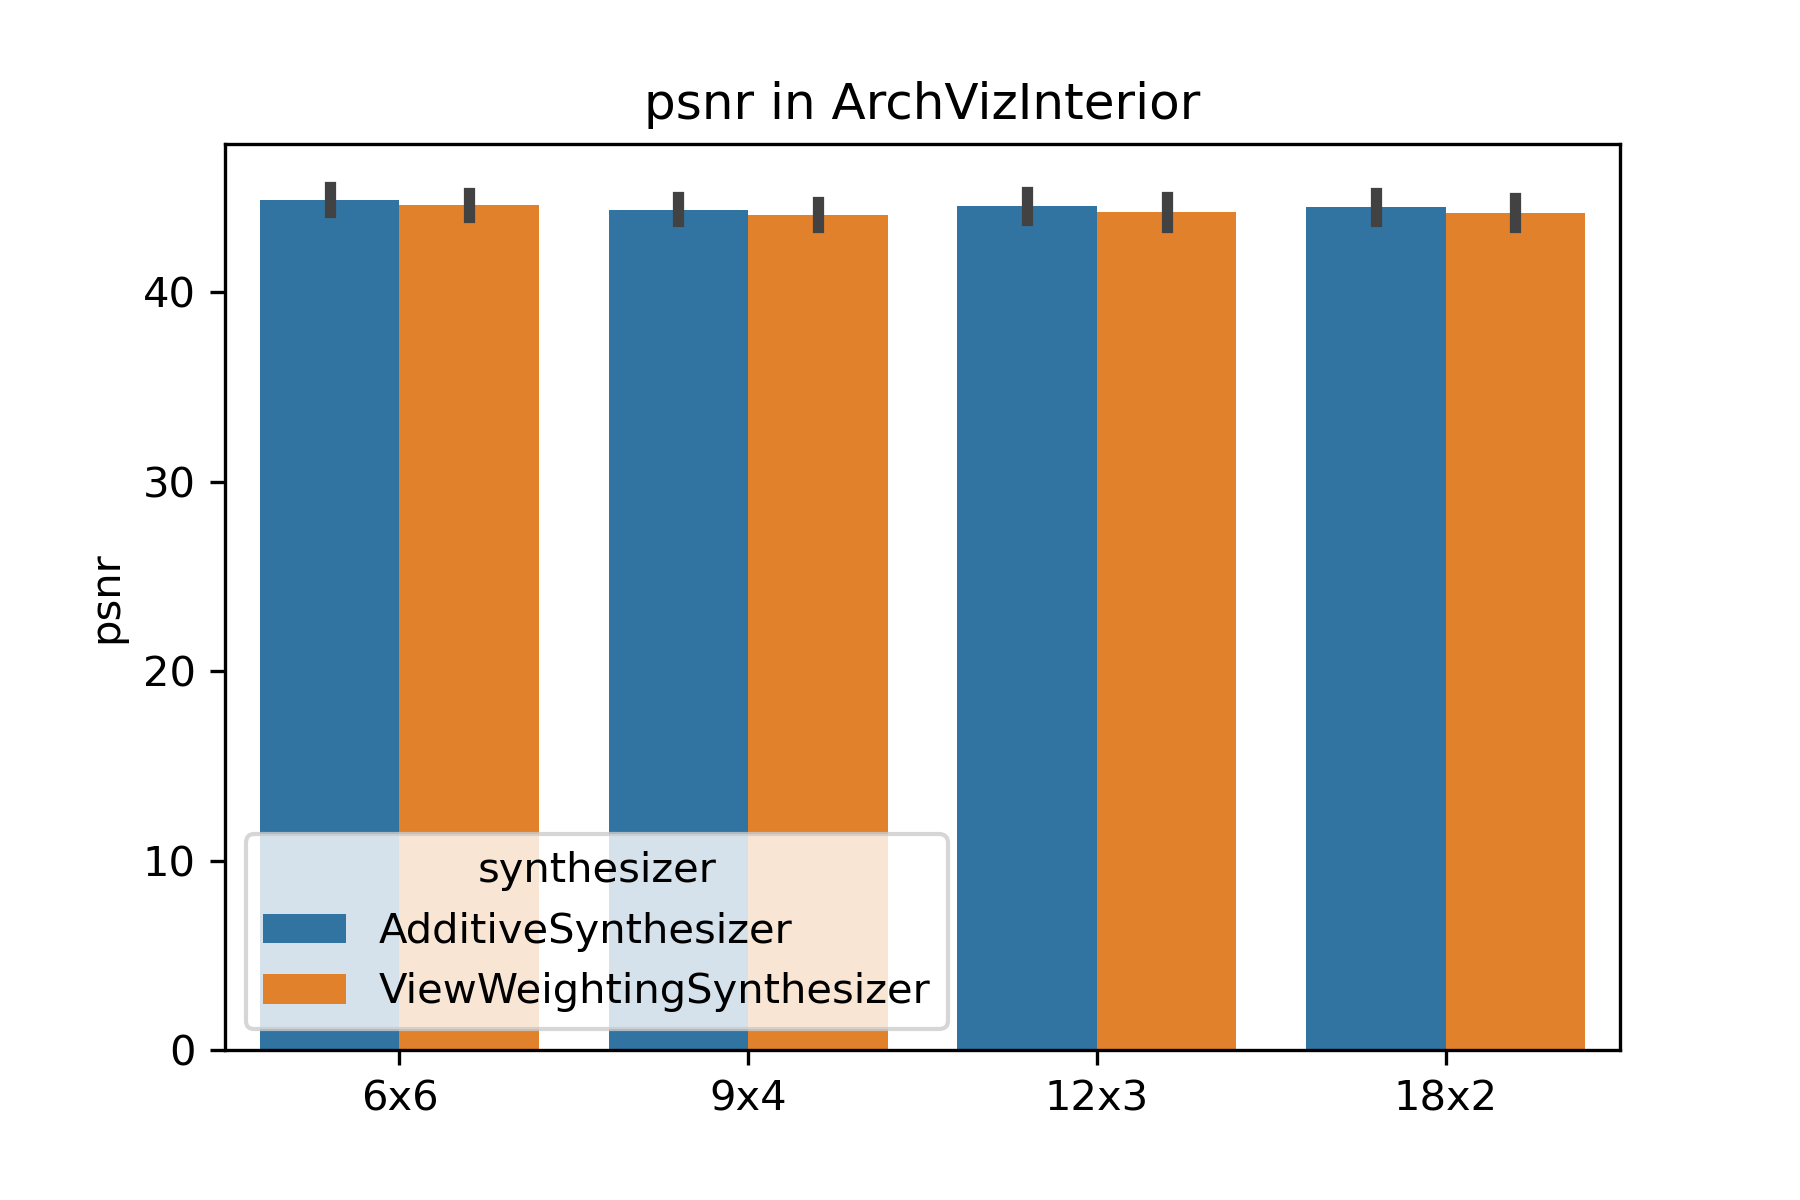 psnr in ArchVizInterior
psnr
40
30
20
10
0
synthesizer
AdditiveSynthesizer
ViewWeightingSynthesizer
6x6
9x4
12x3
18x2